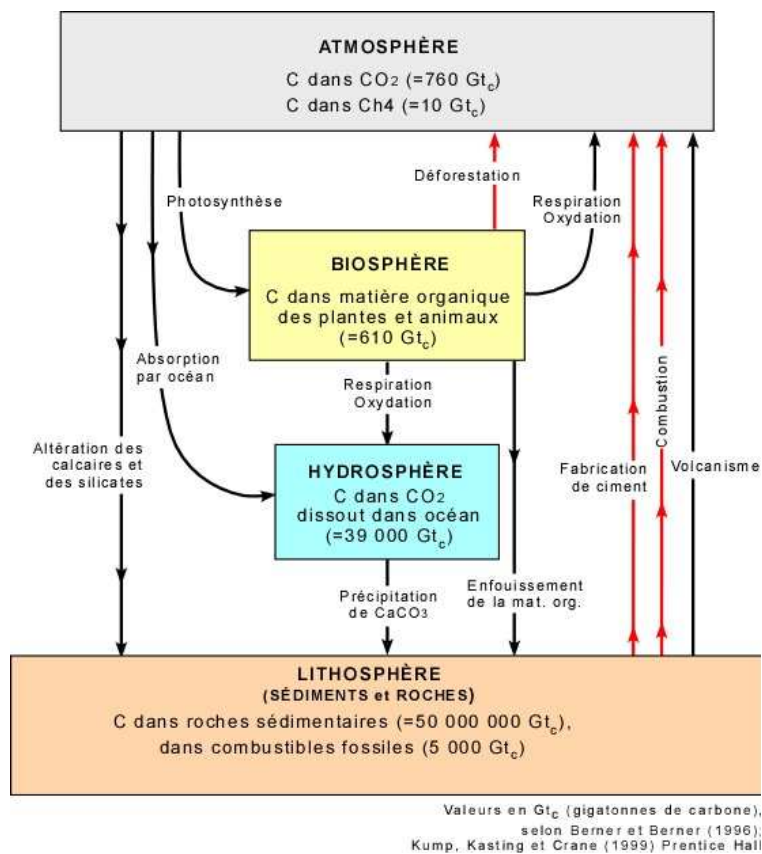 ATMOSPHÈRE
C dans CO2 (=760 Gtc)
C dans Ch4 (=10 Gtc)
Déforestation
Photosynthèse
Respiration
Oxydation
BIOSPHÈRE
C dans matière organique
des plantes et animaux
(=610 Gtc)
Absorption
par océan
Respiration
Oxydation
Combustion
Altération des
calcaires et
des silicates
HYDROSPHÈRE
C dans CO2
dissout dans océan
(=39 000 Gtc)
Fabrication
de ciment
Volcanisme
Précipitation
de CaCO3
Enfouissement
de la mat. org.
LITHOSPHÈRE
(SÉDIMENTS et ROCHES)
C dans roches sédimentaires (=50 000 000 Gtc),
dans combustibles fossiles (5 000 Gtc)
Valeurs en Gtc (gigatonnes de carbone),
selon Berner et Berner (1996);
Kump, Kasting et Crane (1999) Prentice Hall